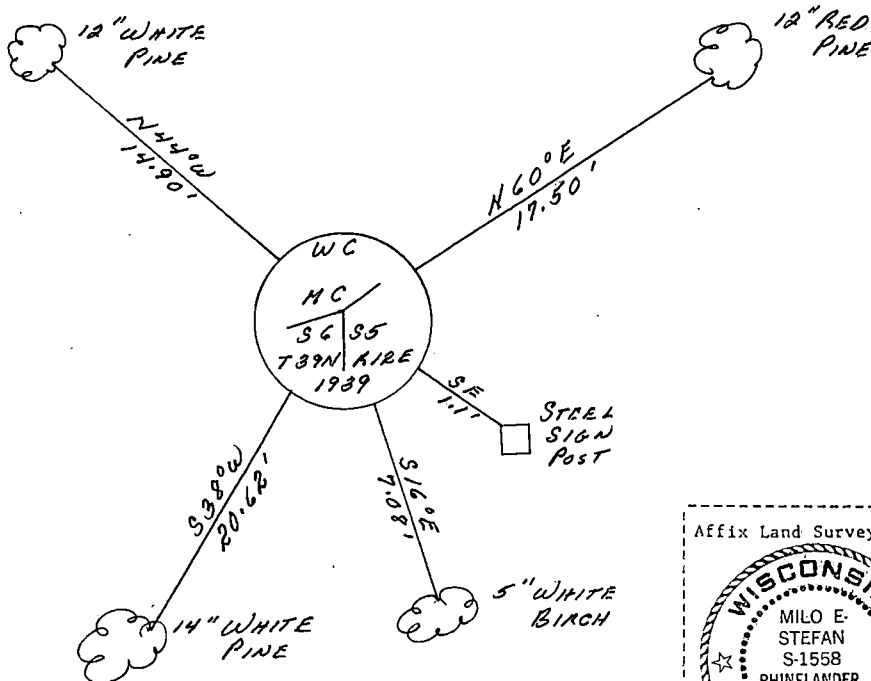 12" WHITE
PINE
12" RED
PINE
N44°W
14.90'
N60°E
17.50'
WC
MC
S6 S5
T39N R12E
1939
SE
1.1'
STEEL
SIGN
POST
S38°W
20.62'
S16°E
7.08'
14" WHITE
PINE
5" WHITE
BIRCH
Affix Land Survey
WISCONSI
MILO E.
STEFAN
S-1558
RHINELANDER